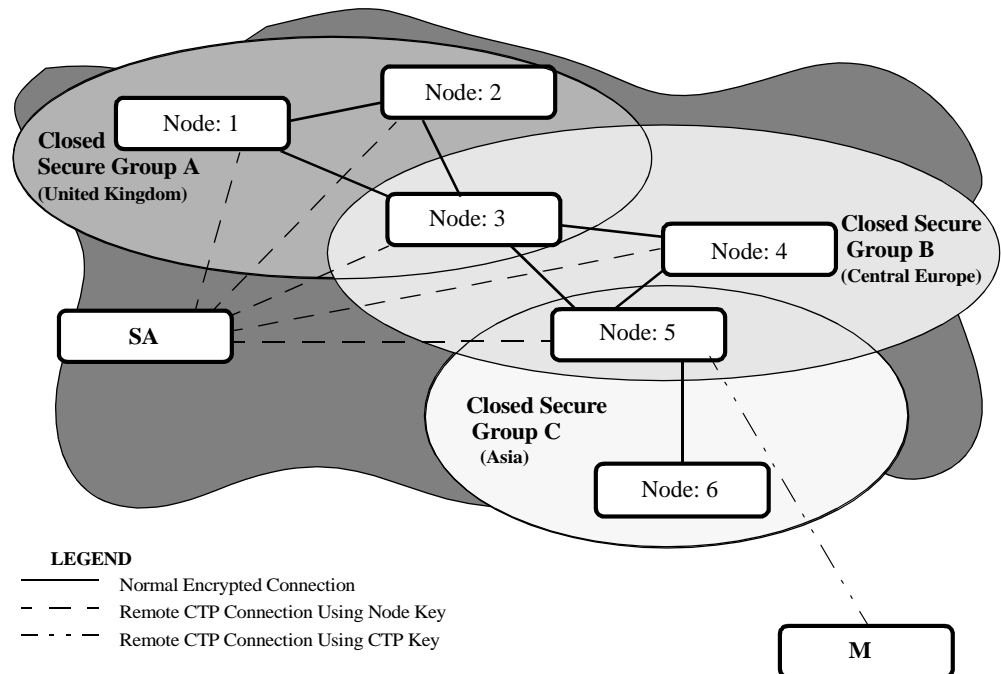 Node: 2
Node: 1
Closed
Secure Group A
(United Kingdom)
Node: 3
Node: 4
Closed Secure
Group B
(Central Europe)
SA
Node: 5
Closed Secure
Group C
(Asia)
Node: 6
LEGEND
Normal Encrypted Connection
Remote CTP Connection Using Node Key
Remote CTP Connection Using CTP Key
M